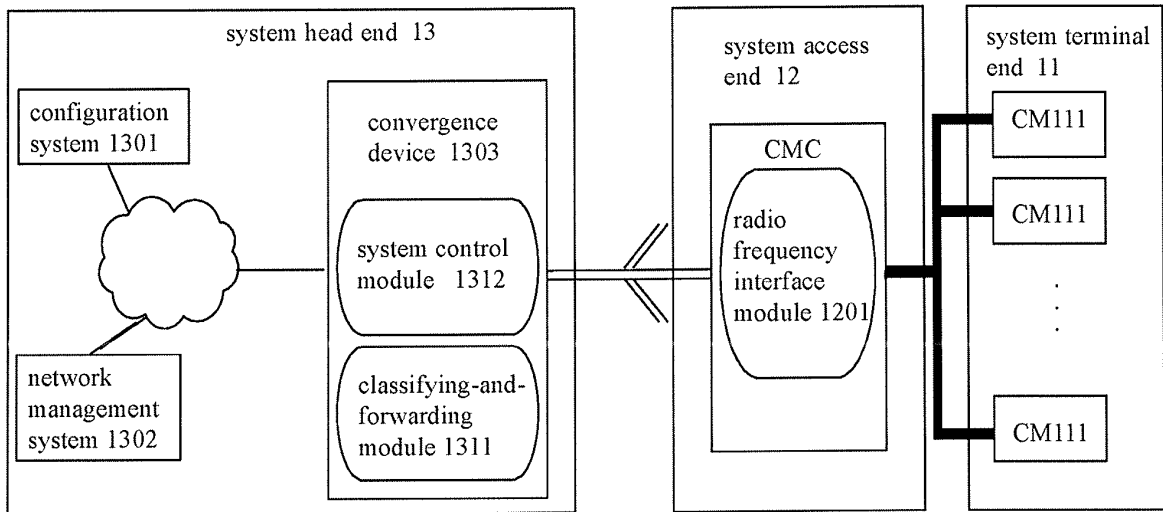 system head end 13
configuration
system 1301
network
management
system 1302
convergence
device 1303
system control
module 1312
classifying-and-
forwarding
module 1311
system access
end 12
CMC
radio
frequency
interface
module 1201
system terminal
end 11
CM111
CM111
CM111